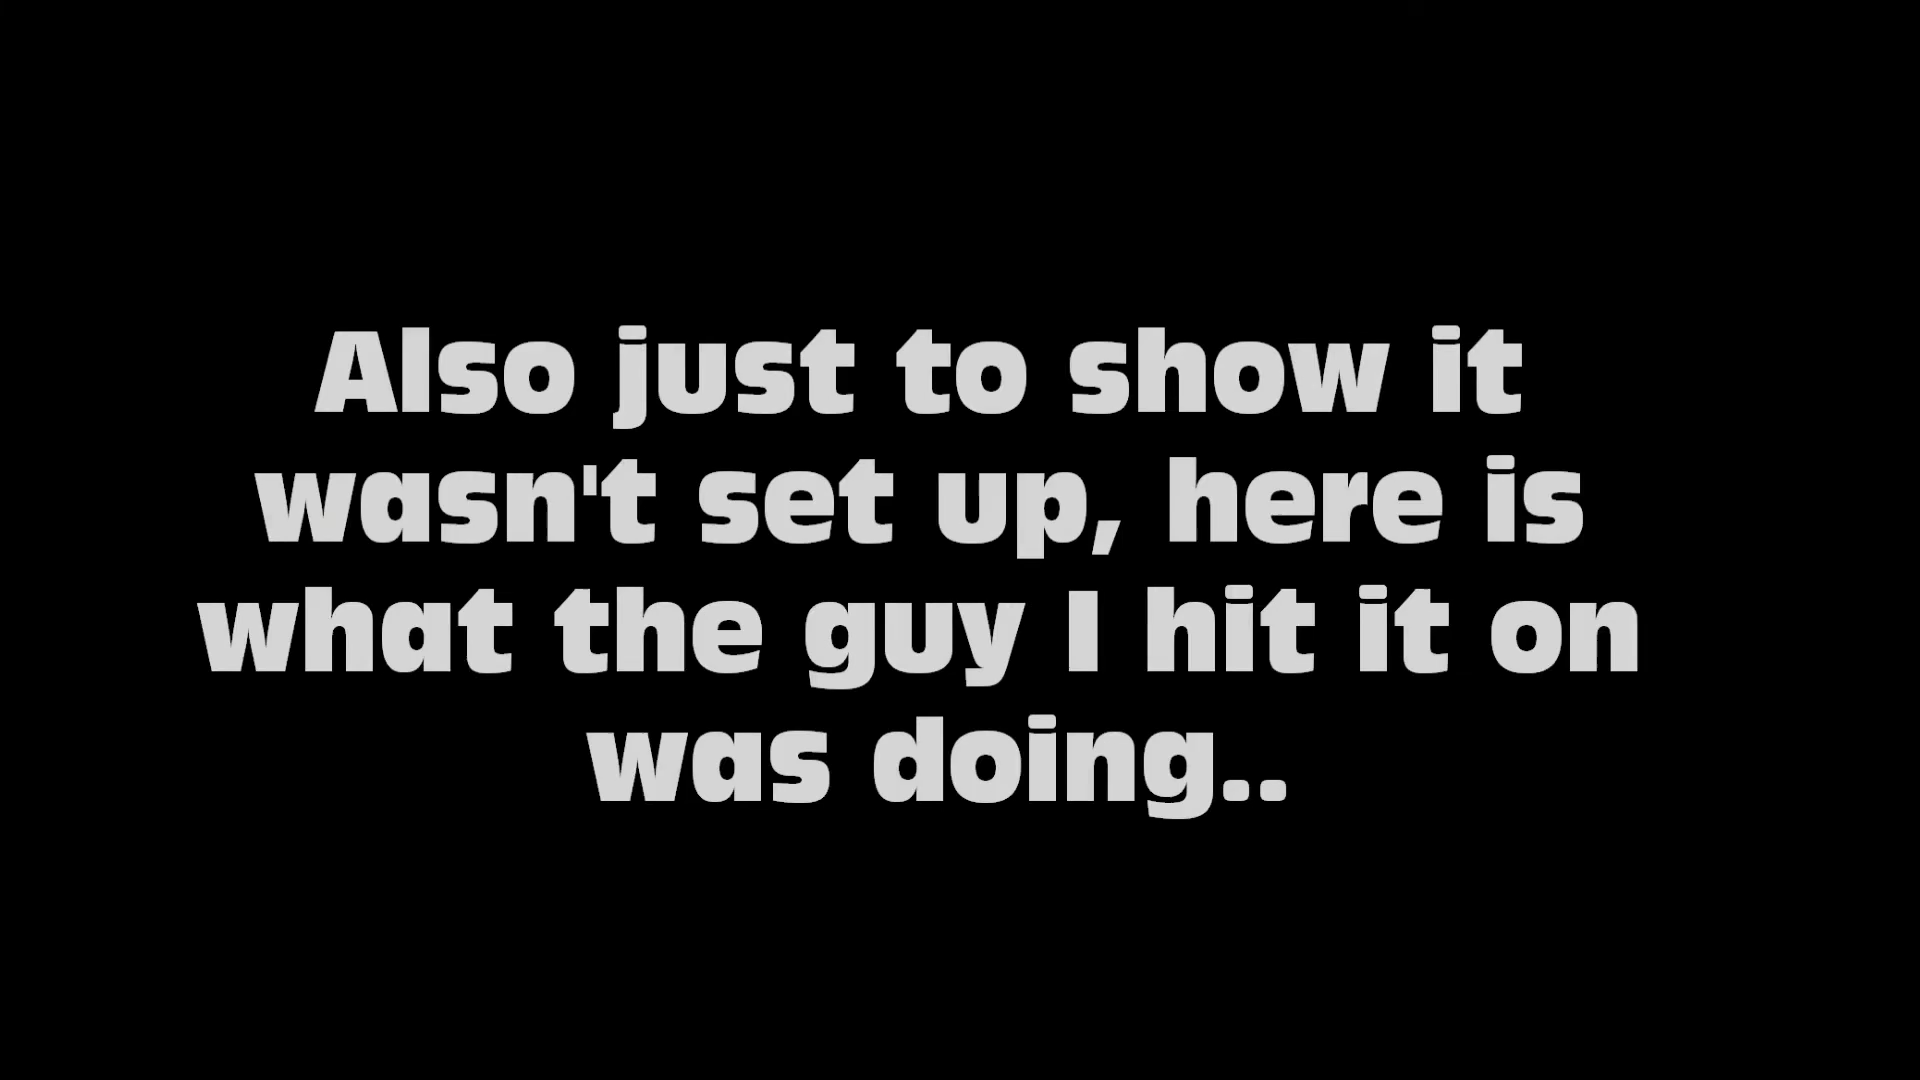 Also just to show it
wasn't set up, here is
what the guy I hit it on
was doing..